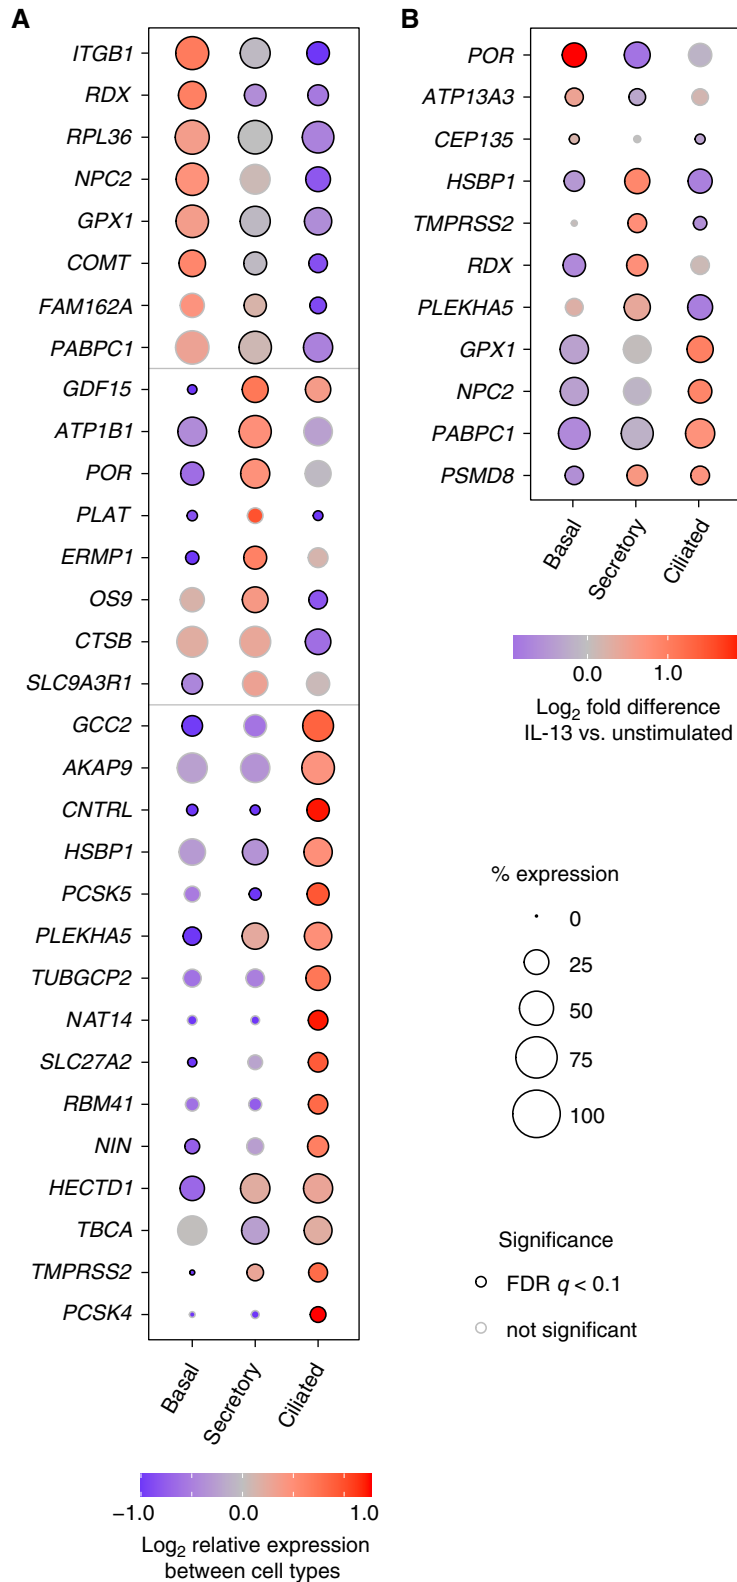 A
ITGB1
RDX
RPL36
NPC2
GPX1
COMT
FAM162A
PABPC1
GDF15
ATP1B1
POR
PLAT
ERMP1
OS9
CTSB
SLC9A3R1
GCC2
AKAP9
CNTRL
HSBP1
PCSK5
PLEKHA5
TUBGCP2
NAT14
SLC27A2
RBM41
NIN
HECTD1
TBCA
TMPRSS2
PCSK4
Basal
Secretory
Ciliated
−1.0 0.0 1.0
Log2 relative expression
between cell types
B
POR
ATP13A3
CEP135
HSBP1
TMPRSS2
RDX
PLEKHA5
GPX1
NPC2
PABPC1
PSMD8
Basal
Secretory
Ciliated
0.0 1.0
Log2 fold difference
IL-13 vs. unstimulated
% expression
0
25
50
75
100
Significance
FDR q < 0.1
not significant